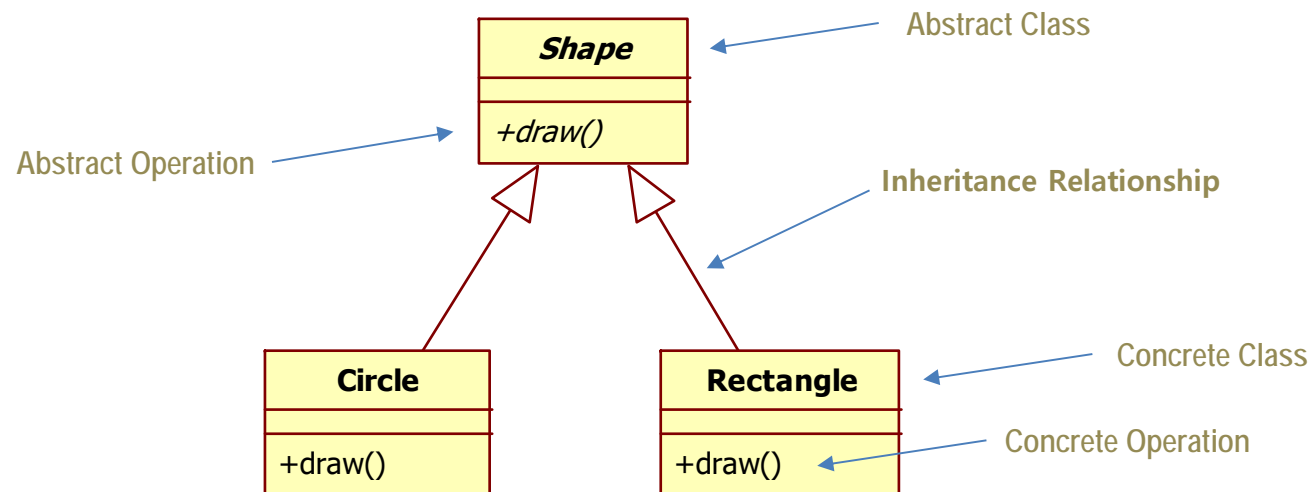 Abstract Class
Shape
+draw()
Abstract Operation
Inheritance Relationship
Circle
Rectangle
Concrete Class
+draw()
+draw()
Concrete Operation